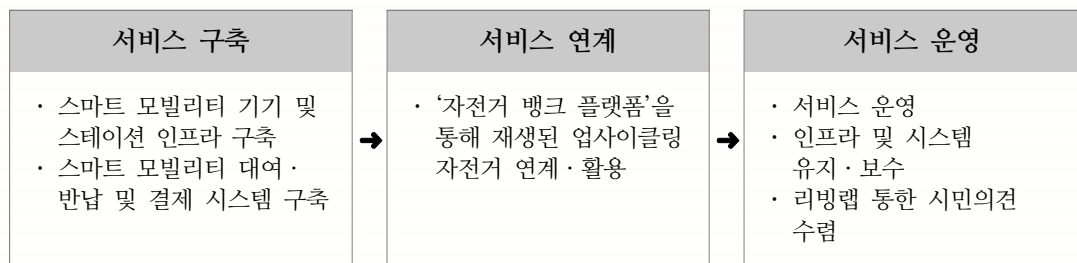 서비스 구축
· 스마트 모빌리티 기기 및
스테이션 인프라 구축
· 스마트 모빌리티 대여·
반납 및 결제 시스템 구축
➜
서비스 연계
· ‘자전거 뱅크 플랫폼’을
통해 재생된 업사이클링
자전거 연계·활용
➜
서비스 운영
· 서비스 운영
· 인프라 및 시스템
유지·보수
· 리빙랩 통한 시민의견
수렴